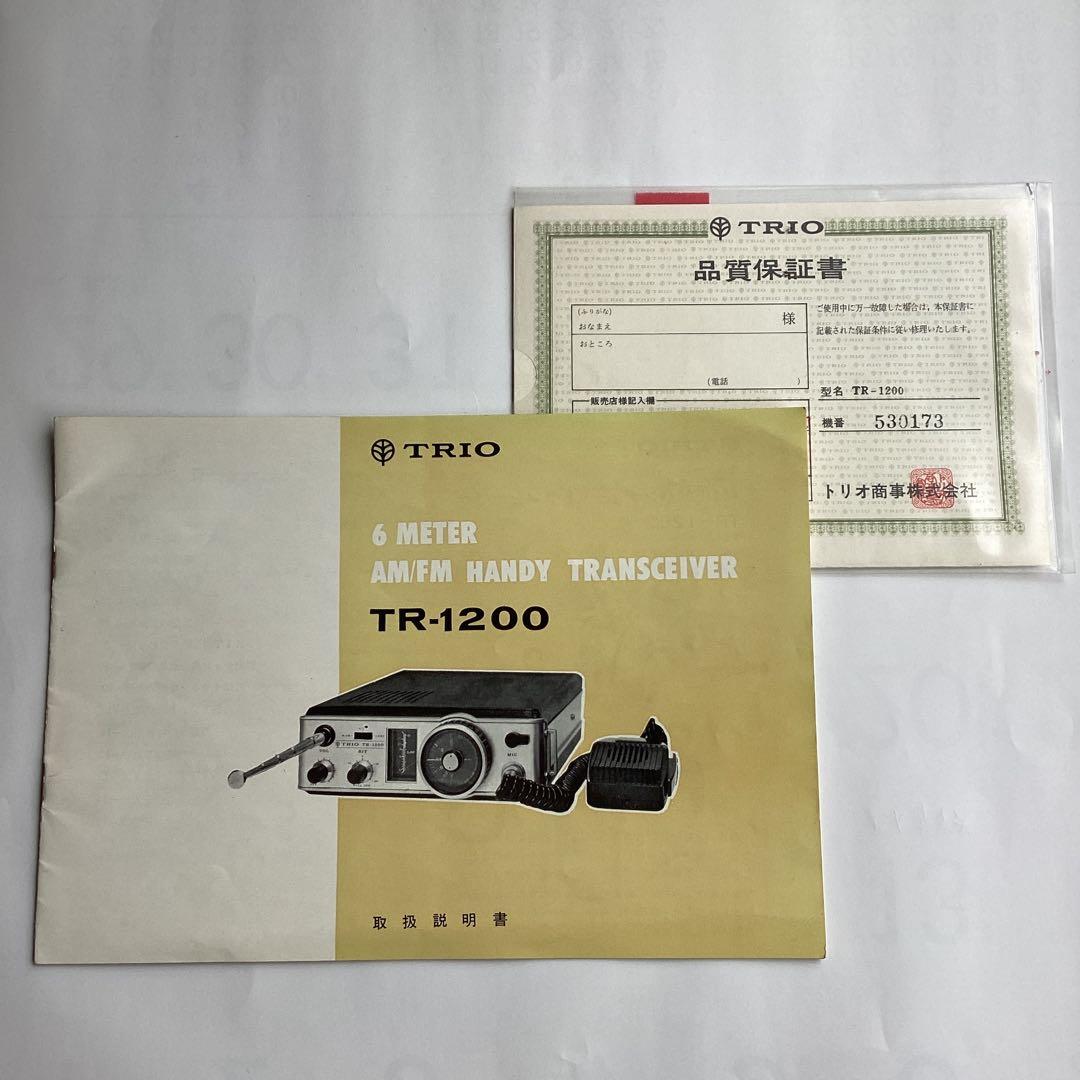 TRIO
品質保証書
(ふりがな)
おなまえ
様
おところ
(電話 )
販売店様記入欄
ご使用中に万一故障した場合は、本保証書に
記載された保証条件に従い修理いたします。
型名 TR-1200
機番 530173
トリオ商事株式会社
TRIO
6 METER
AM/FM HANDY TRANSCEIVER
TR-1200
TRIO TR-1200
VOL
RIT
MIC
取扱説明書